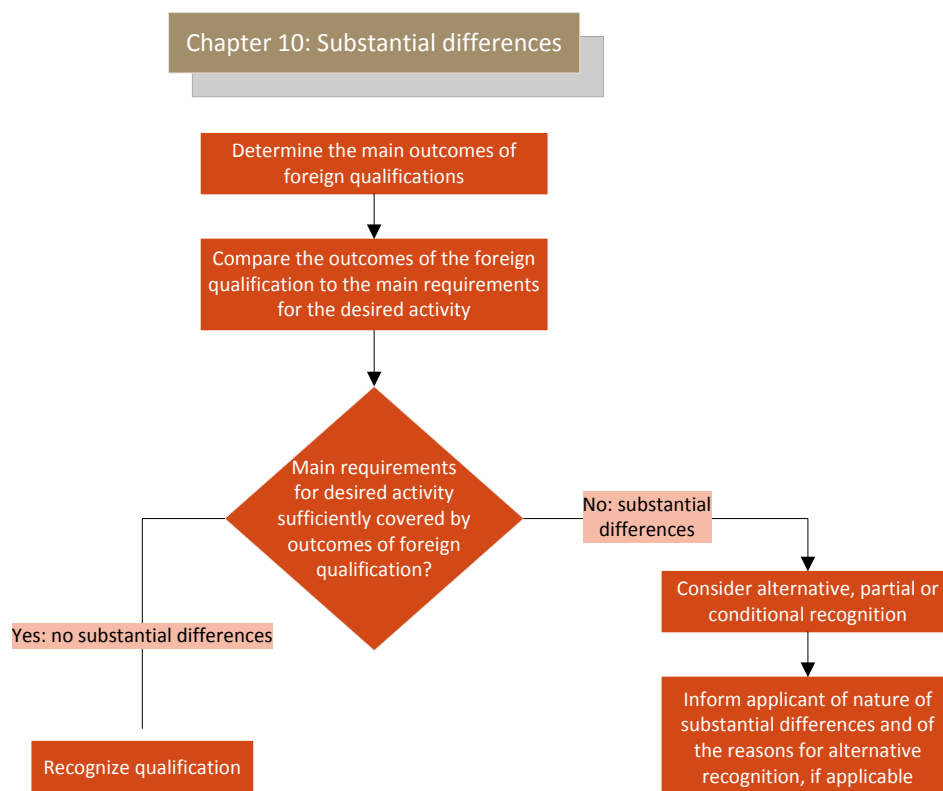 Chapter 10: Substantial differences
Determine the main outcomes of
foreign qualifications
Compare the outcomes of the foreign
qualification to the main requirements
for the desired activity
Main requirements
for desired activity
sufficiently covered by
outcomes of foreign
qualification?
No: substantial
differences
Consider alternative, partial or
conditional recognition
Yes: no substantial differences
Inform applicant of nature of
substantial differences and of
the reasons for alternative
recognition, if applicable
Recognize qualification